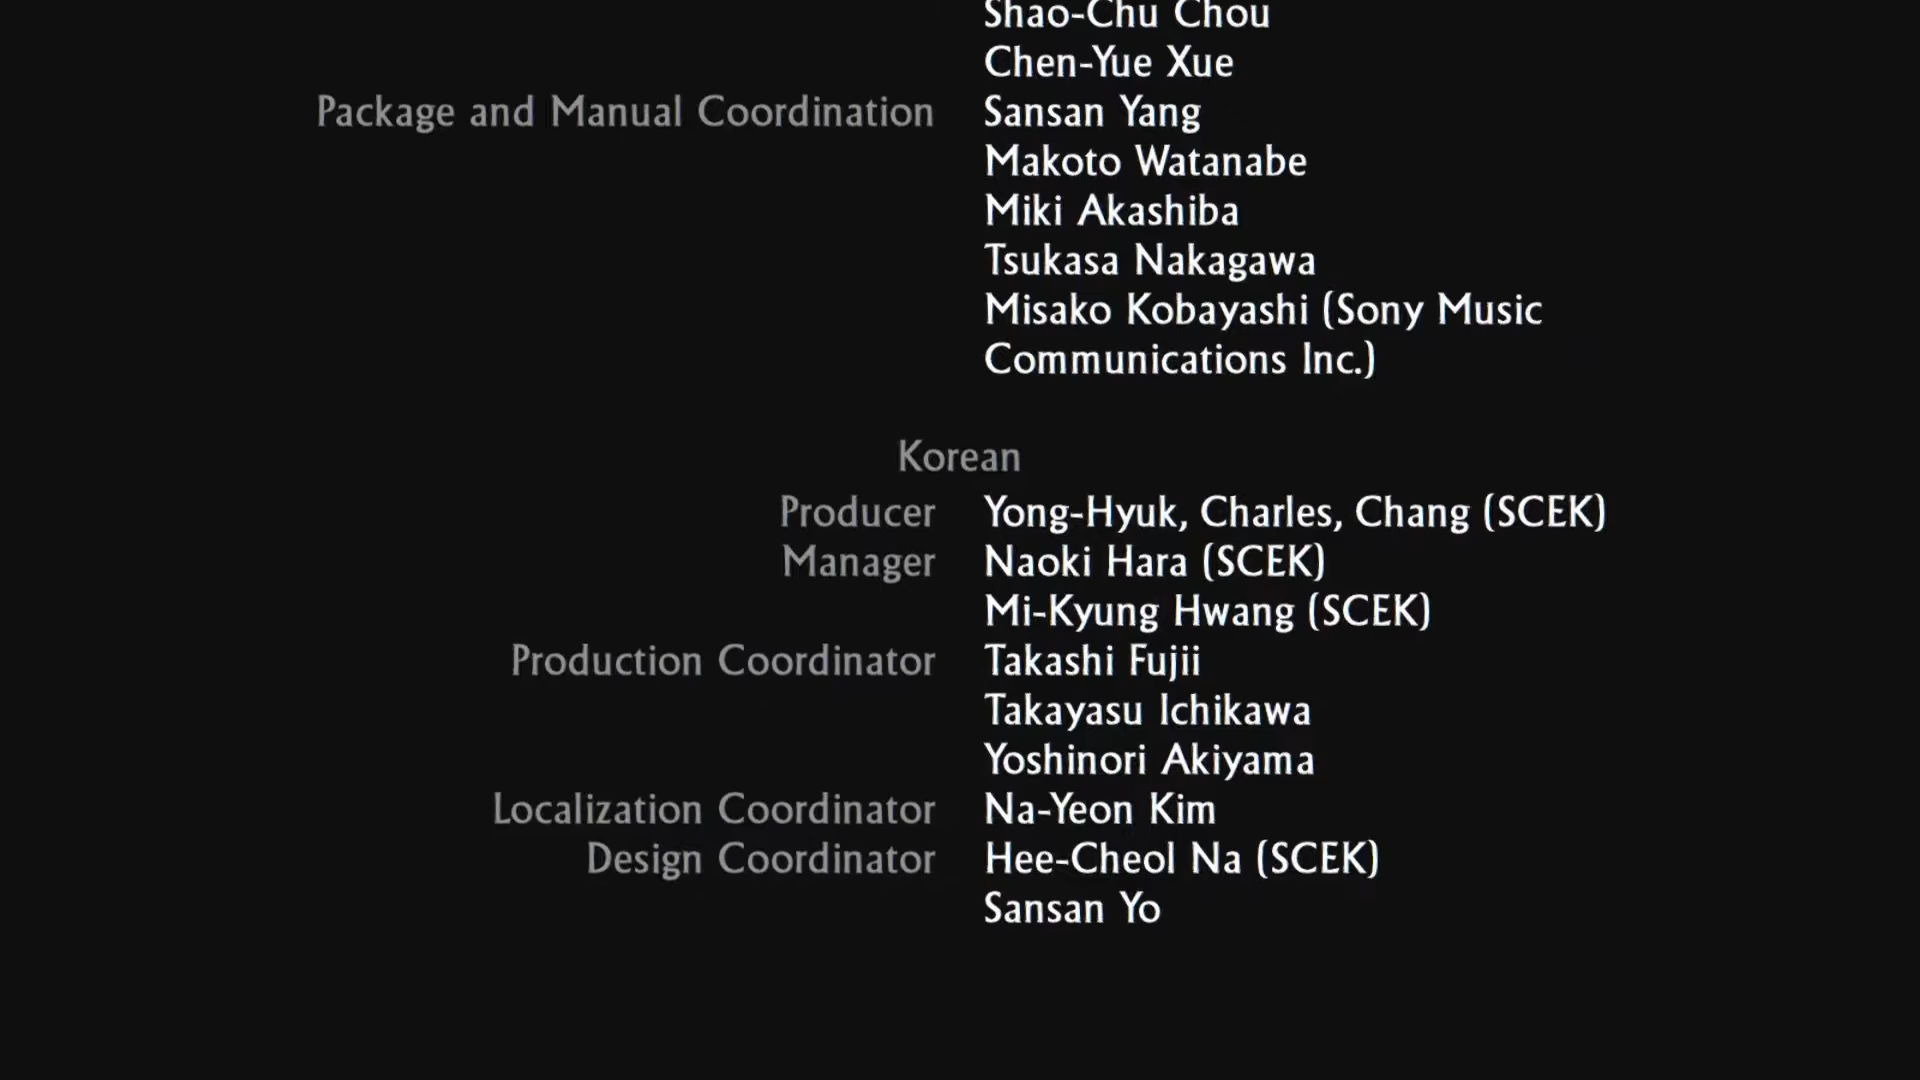 Shao-Chu Chou
Chen-Yue Xue
Package and Manual Coordination Sansan Yang
Makoto Watanabe
Miki Akashiba
Tsukasa Nakagawa
Misako Kobayashi (Sony Music
Communications Inc.)
Korean
Producer Yong-Hyuk, Charles, Chang (SCEK)
Manager Naoki Hara (SCEK)
Mi-Kyung Hwang (SCEK)
Production Coordinator Takashi Fujii
Takayasu Ichikawa
Yoshinori Akiyama
Localization Coordinator Na-Yeon Kim
Design Coordinator Hee-Cheol Na (SCEK)
Sansan Yo